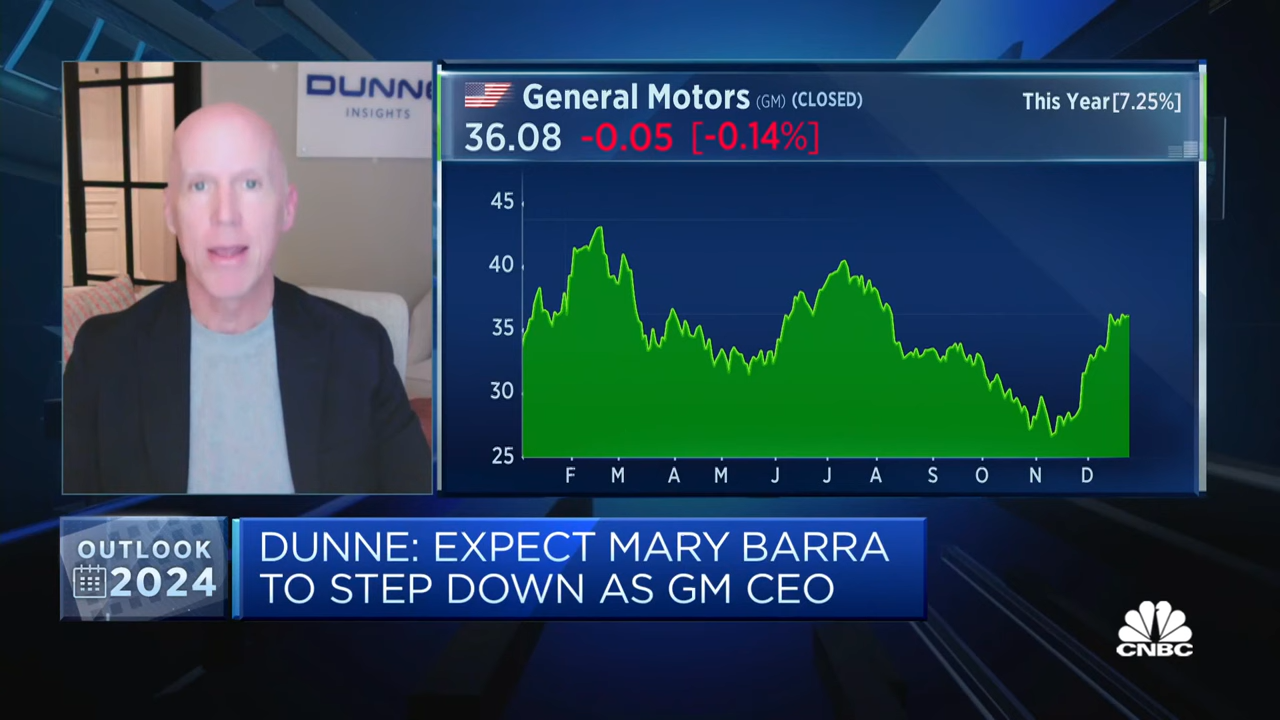 DUNNE
INSIGHTS
General Motors (GM) (CLOSED)
This Year[7.25%]
36.08 -0.05 [-0.14%]
45
40
35
30
25
F M A M J J A S O N D
OUTLOOK
2024
DUNNE: EXPECT MARY BARRA
TO STEP DOWN AS GM CEO
CNBC